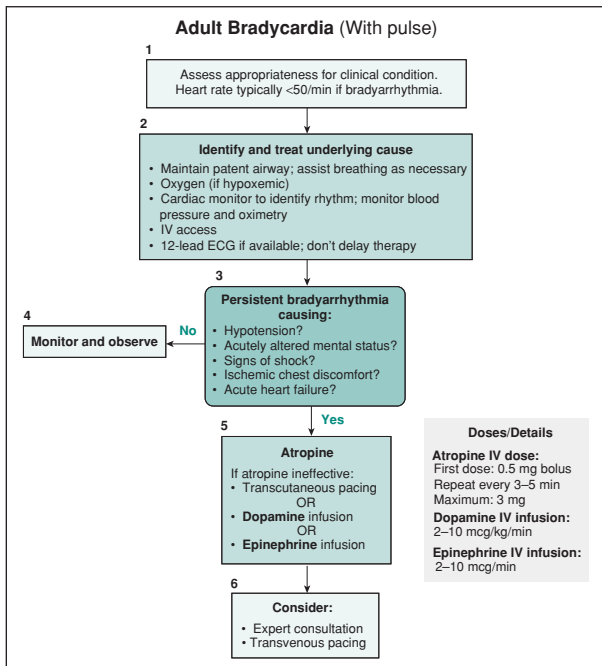 Adult Bradycardia (With pulse)
1
Assess appropriateness for clinical condition.
Heart rate typically <50/min if bradyarrhythmia.
2
Identify and treat underlying cause
• Maintain patent airway; assist breathing as necessary
• Oxygen (if hypoxemic)
• Cardiac monitor to identify rhythm; monitor blood
pressure and oximetry
• IV access
• 12-lead ECG if available; don't delay therapy
3
Persistent bradyarrhythmia
causing:
• Hypotension?
• Acutely altered mental status?
• Signs of shock?
• Ischemic chest discomfort?
• Acute heart failure?
No
4
Monitor and observe
Yes
5
Atropine
If atropine ineffective:
• Transcutaneous pacing
OR
• Dopamine infusion
OR
• Epinephrine infusion
Doses/Details
Atropine IV dose:
First dose: 0.5 mg bolus
Repeat every 3–5 min
Maximum: 3 mg
Dopamine IV infusion:
2–10 mcg/kg/min
Epinephrine IV infusion:
2–10 mcg/min
6
Consider:
• Expert consultation
• Transvenous pacing